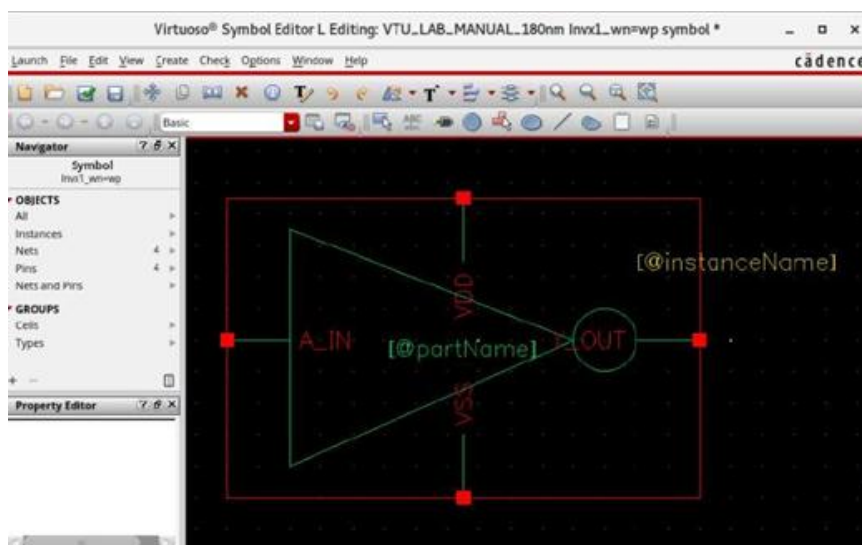 Virtuoso® Symbol Editor L Editing: VTU_LAB_MANUAL_180nm Invx1_wn=wp symbol *
Launch File Edit View Create Check Options Window Help
cādence
Basic
Navigator
Symbol
Invx1_wn=wp
OBJECTS
All
Instances
Nets 4
Pins 4
Nets and Pins
GROUPS
Cells
Types
Property Editor
[@instanceName]
VDD
A_IN
[@partName]
_OUT
VSS